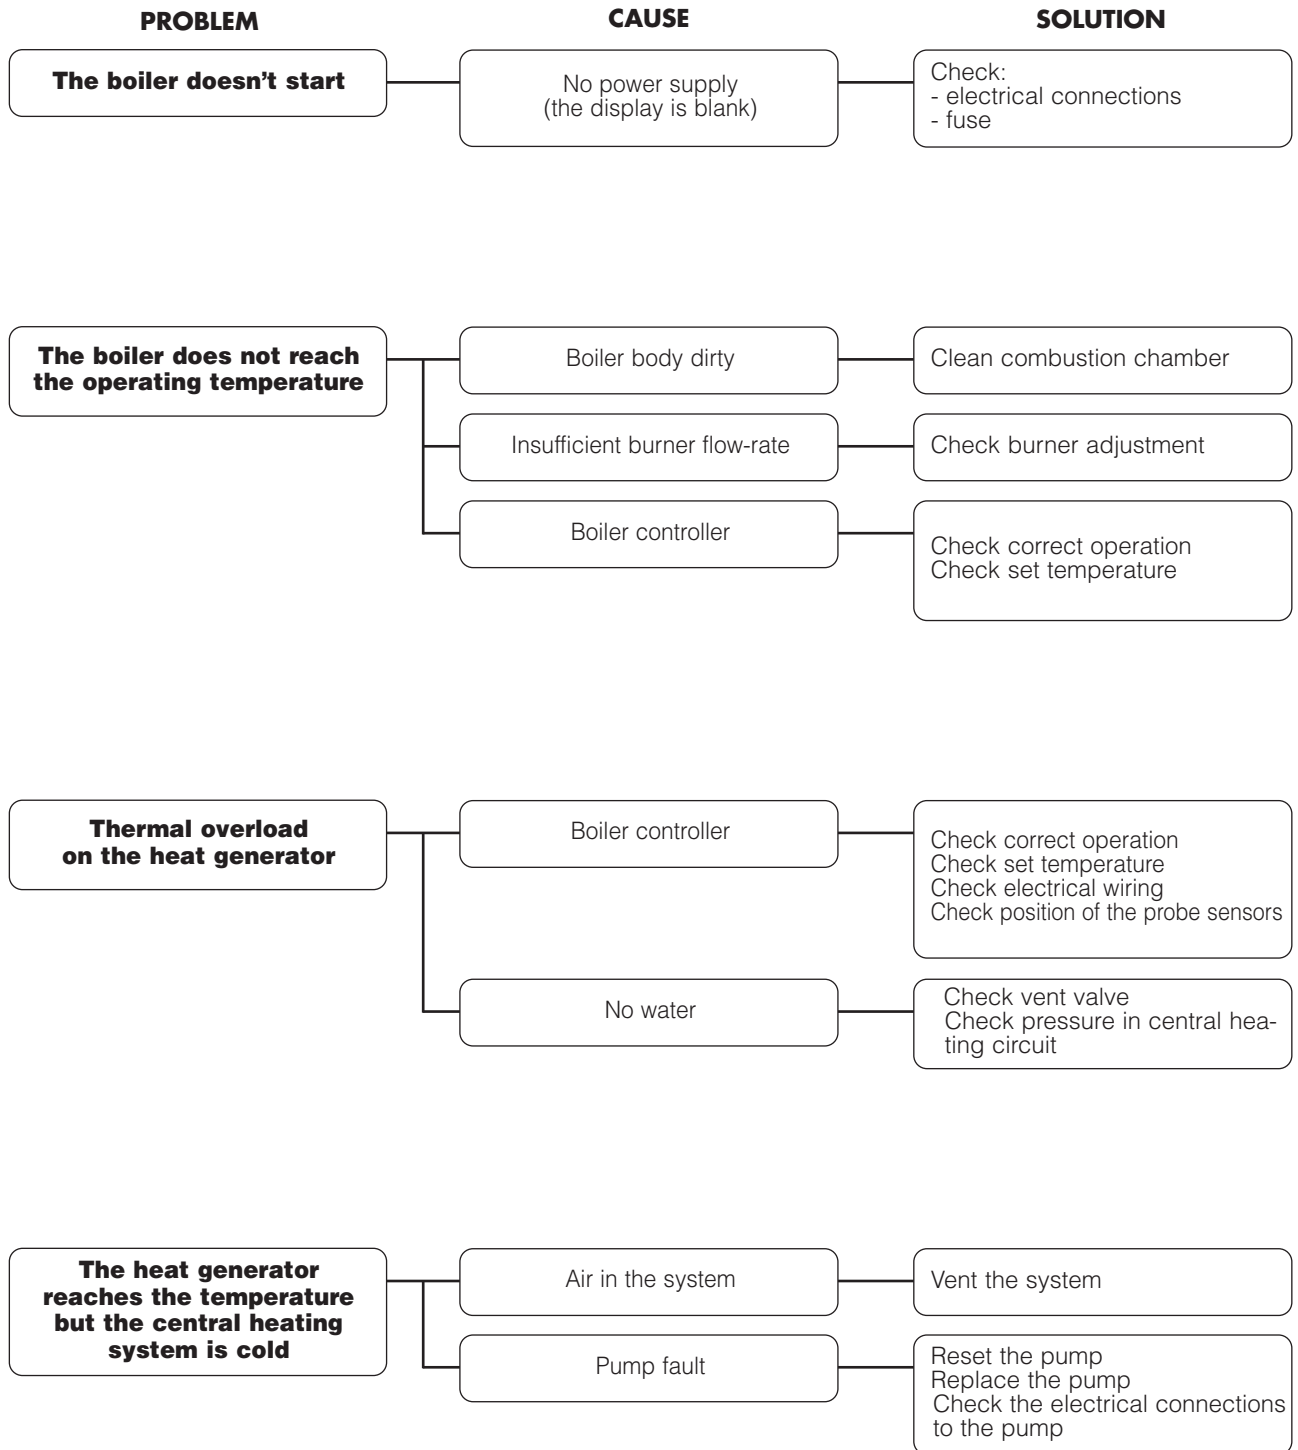 PROBLEM CAUSE SOLUTION
The boiler doesn't start
No power supply
(the display is blank)
Check:
- electrical connections
- fuse
The boiler does not reach
the operating temperature
Boiler body dirty
Clean combustion chamber
Insufficient burner flow-rate
Check burner adjustment
Boiler controller
Check correct operation
Check set temperature
Thermal overload
on the heat generator
Boiler controller
Check correct operation
Check set temperature
Check electrical wiring
Check position of the probe sensors
No water
Check vent valve
Check pressure in central hea-
ting circuit
The heat generator
reaches the temperature
but the central heating
system is cold
Air in the system
Vent the system
Pump fault
Reset the pump
Replace the pump
Check the electrical connections
to the pump